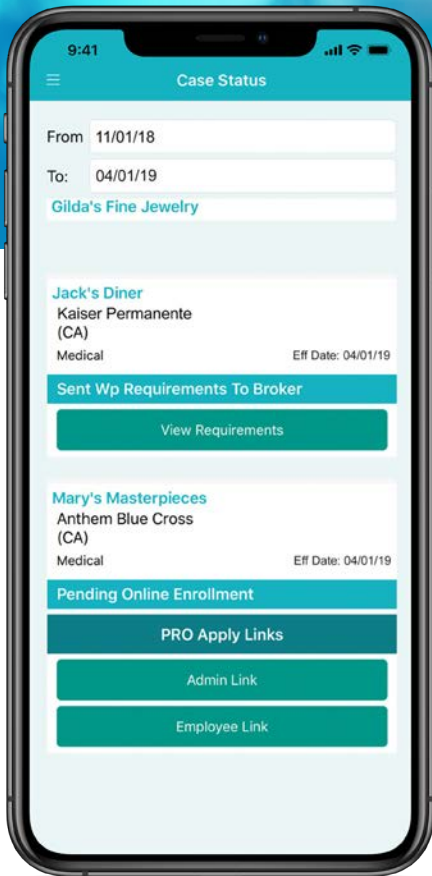 9:41
Case Status
From 11/01/18
To: 04/01/19
Gilda's Fine Jewelry
Jack's Diner
Kaiser Permanente
(CA)
Medical Eff Date: 04/01/19
Sent Wp Requirements To Broker
View Requirements
Mary's Masterpieces
Anthem Blue Cross
(CA)
Medical Eff Date: 04/01/19
Pending Online Enrollment
PRO Apply Links
Admin Link
Employee Link